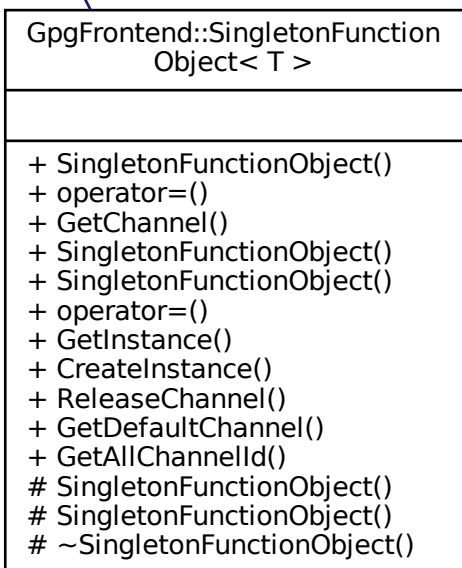 GpgFrontend::SingletonFunction
Object< T >
+ SingletonFunctionObject()
+ operator=()
+ GetChannel()
+ SingletonFunctionObject()
+ SingletonFunctionObject()
+ operator=()
+ GetInstance()
+ CreateInstance()
+ ReleaseChannel()
+ GetDefaultChannel()
+ GetAllChannelId()
# SingletonFunctionObject()
# SingletonFunctionObject()
# ~SingletonFunctionObject()